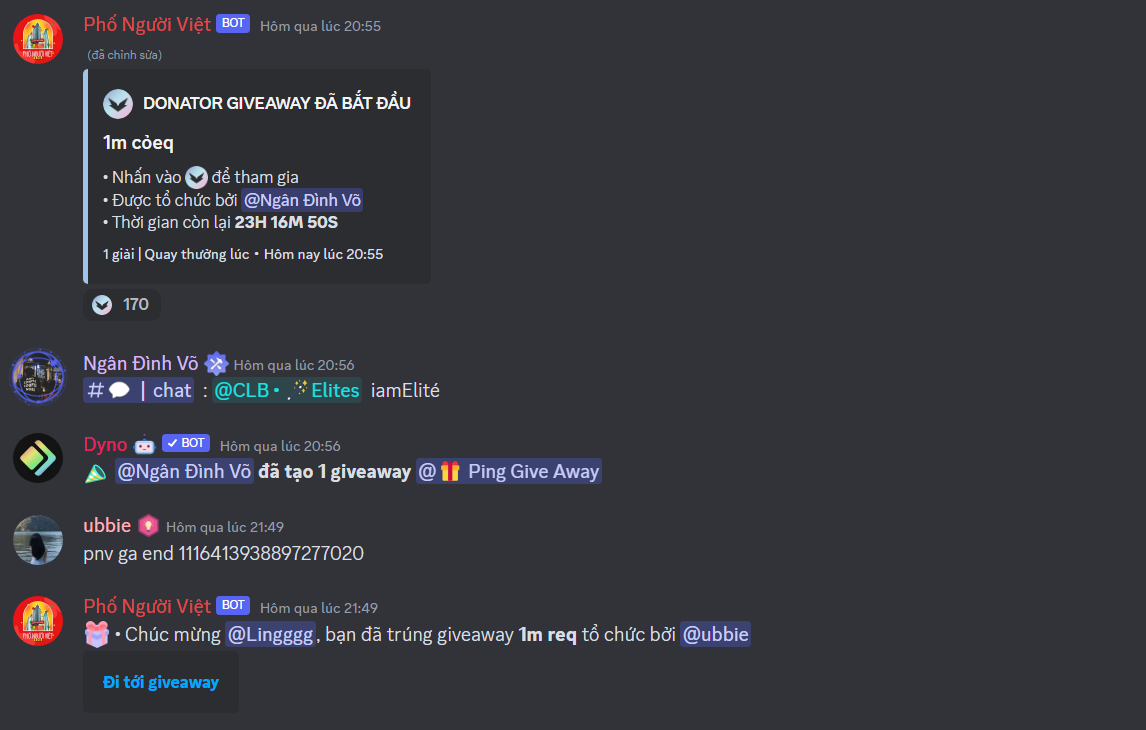 Phố Người Việt BOT Hôm qua lúc 20:55
(đã chỉnh sửa)
DONATOR GIVEAWAY ĐÃ BẮT ĐẦU
1m cỏeq
• Nhấn vào để tham gia
• Được tổ chức bởi @Ngân Đình Võ
• Thời gian còn lại 23H 16M 50S
1 giải | Quay thưởng lúc • Hôm nay lúc 20:55
170
Ngân Đình Võ Hôm qua lúc 20:56
# | chat : @CLB • Elites iamElité
Dyno BOT Hôm qua lúc 20:56
@Ngân Đình Võ đã tạo 1 giveaway @ Ping Give Away
ubbie Hôm qua lúc 21:49
pnv ga end 1116413938897277020
Phố Người Việt BOT Hôm qua lúc 21:49
• Chúc mừng @Lingggg, bạn đã trúng giveaway 1m req tổ chức bởi @ubbie
Đi tới giveaway